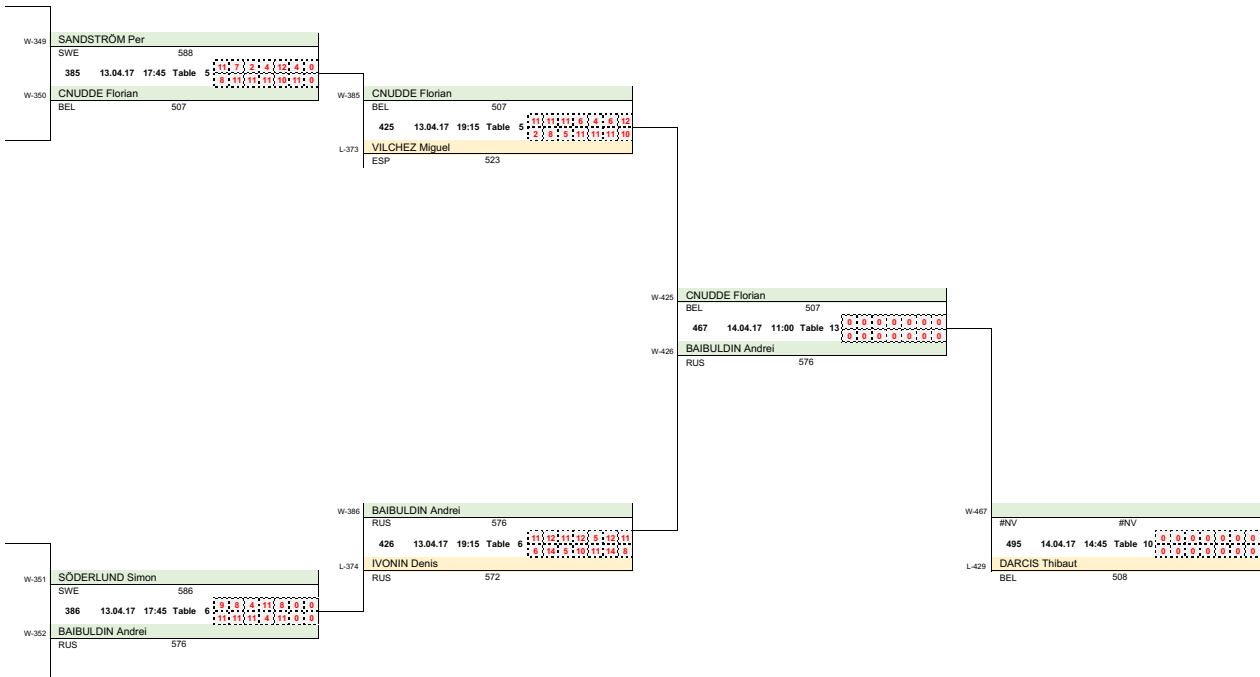 W-349 SANDSTRÖM Per
SWE 588
385 13.04.17 17:45 Table 5 11 7 2 4 12 4 0
8 11 11 11 10 11 0
W-350 CNUDDE Florian
BEL 507
W-385 CNUDDE Florian
BEL 507
425 13.04.17 19:15 Table 5 11 11 11 6 4 6 12
2 8 5 11 11 11 10
L-373 VILCHEZ Miguel
ESP 523
W-425 CNUDDE Florian
BEL 507
467 14.04.17 11:00 Table 13 0 0 0 0 0 0 0
0 0 0 0 0 0 0
W-426 BAIBULDIN Andrei
RUS 576
W-386 BAIBULDIN Andrei
RUS 576
426 13.04.17 19:15 Table 6 11 12 11 12 5 12 11
6 14 5 10 11 14 8
L-374 IVONIN Denis
RUS 572
W-467
#NV #NV
495 14.04.17 14:45 Table 10 0 0 0 0 0 0 0
0 0 0 0 0 0 0
L-429 DARCIS Thibaut
BEL 508
W-351 SÖDERLUND Simon
SWE 586
386 13.04.17 17:45 Table 6 9 8 4 11 8 0 0
11 11 11 4 11 0 0
W-352 BAIBULDIN Andrei
RUS 576